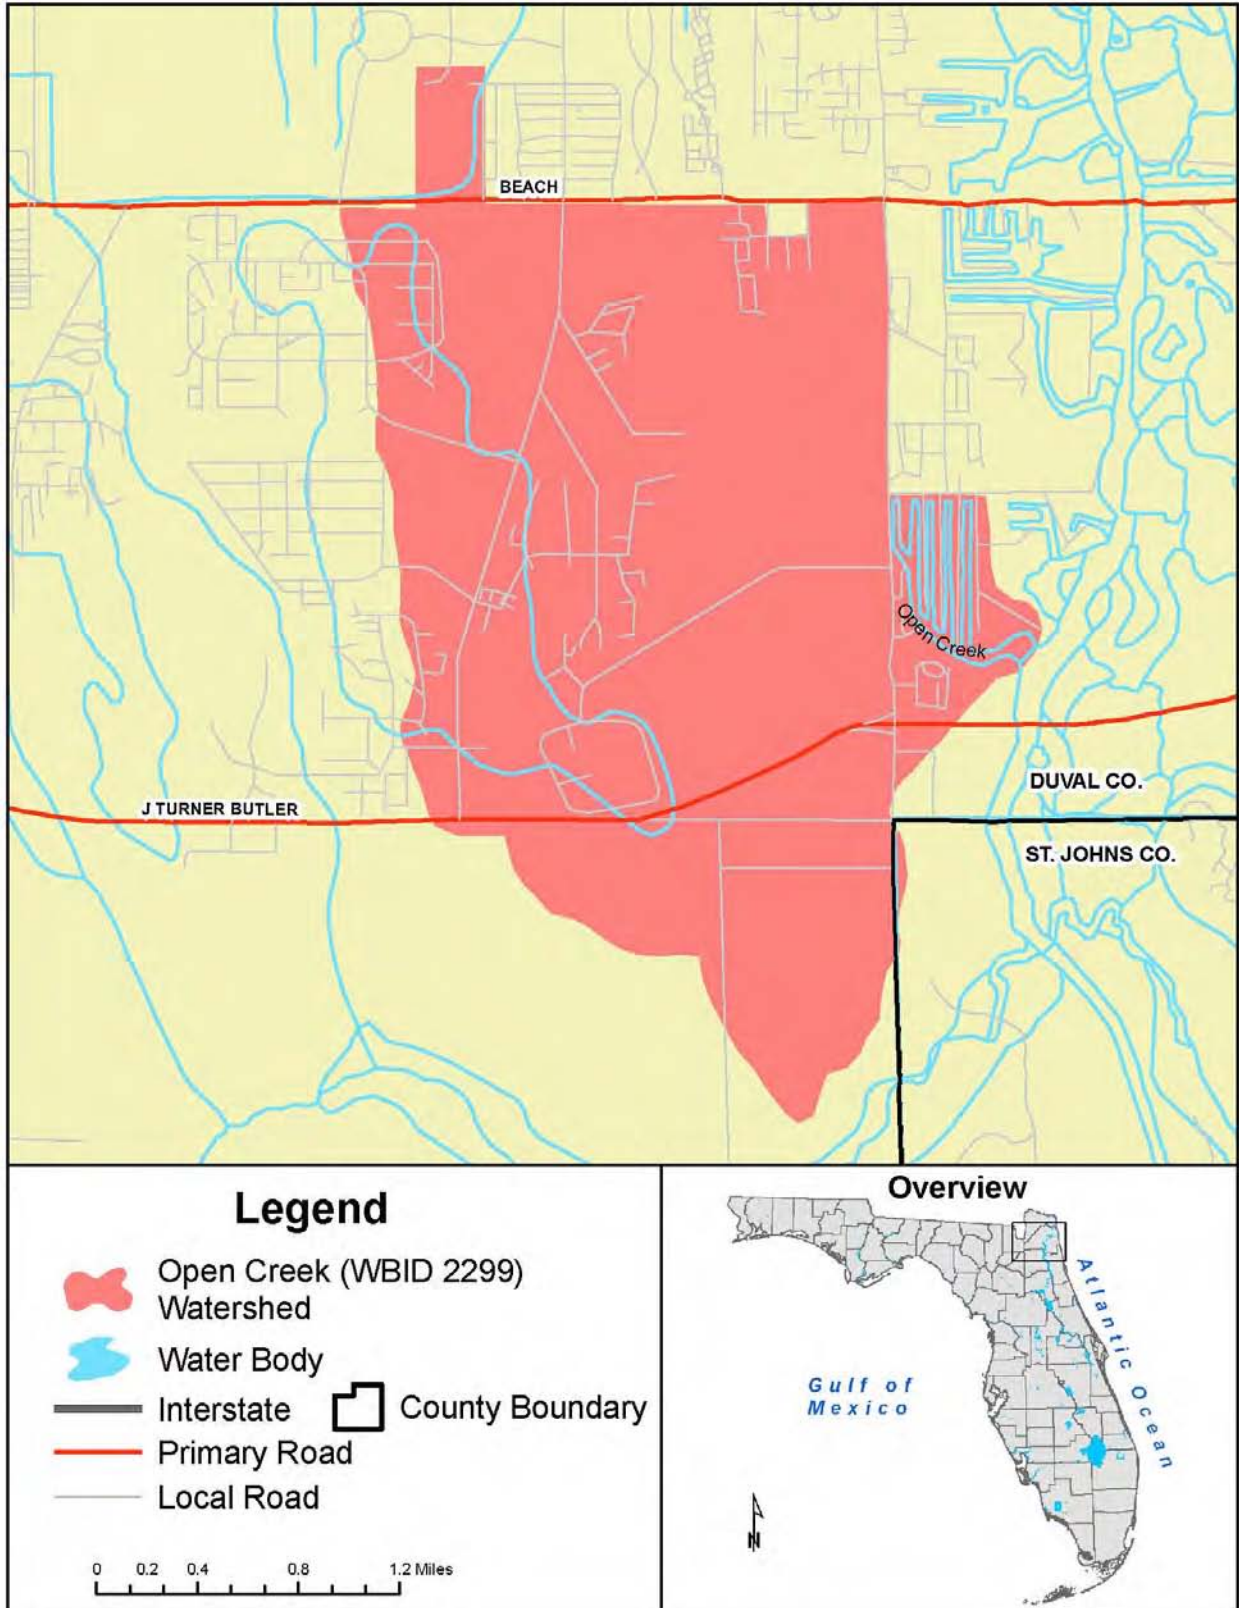 BEACH
Open Creek
J TURNER BUTLER
DUVAL CO.
ST. JOHNS CO.
Legend
Open Creek (WBID 2299)
Watershed
Water Body
Interstate
County Boundary
Primary Road
Local Road
0 0.2 0.4 0.8 1.2 Miles
Overview
Atlantic Ocean
Gulf of
Mexico
N